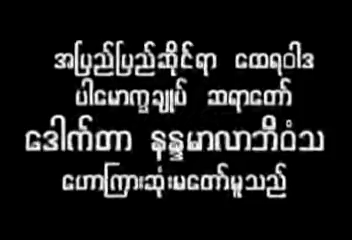 အပြည်ပြည်ဆိုင်ရာ ထေရဝါဒ
ပါမောက္ခချုပ် ဆရာတော်
ဒေါက်တာ နန္ဒမာလာဘိဝံသ
ဟောကြားဆုံးမတော်မူသည်